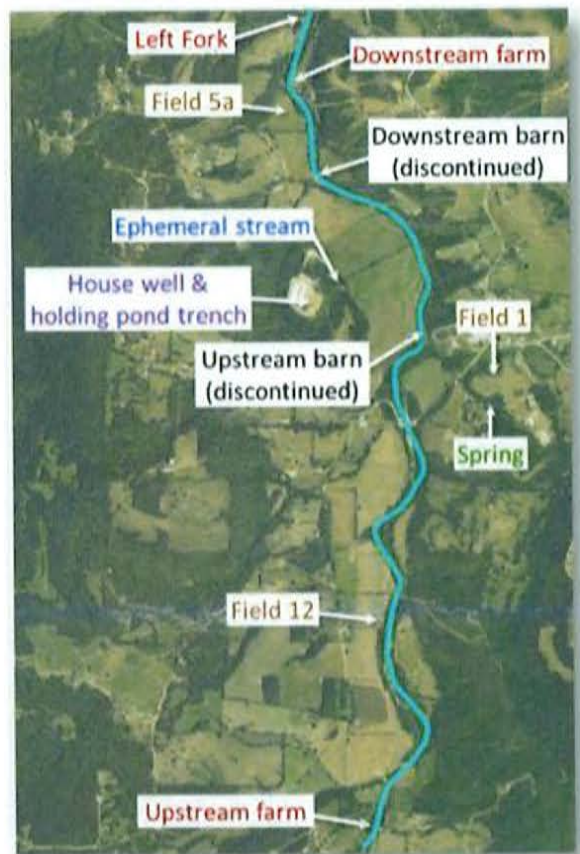 Left Fork
Downstream farm
Field 5a
Downstream barn
(discontinued)
Ephemeral stream
House well &
holding pond trench
Field 1
Upstream barn
(discontinued)
Spring
Field 12
Upstream farm